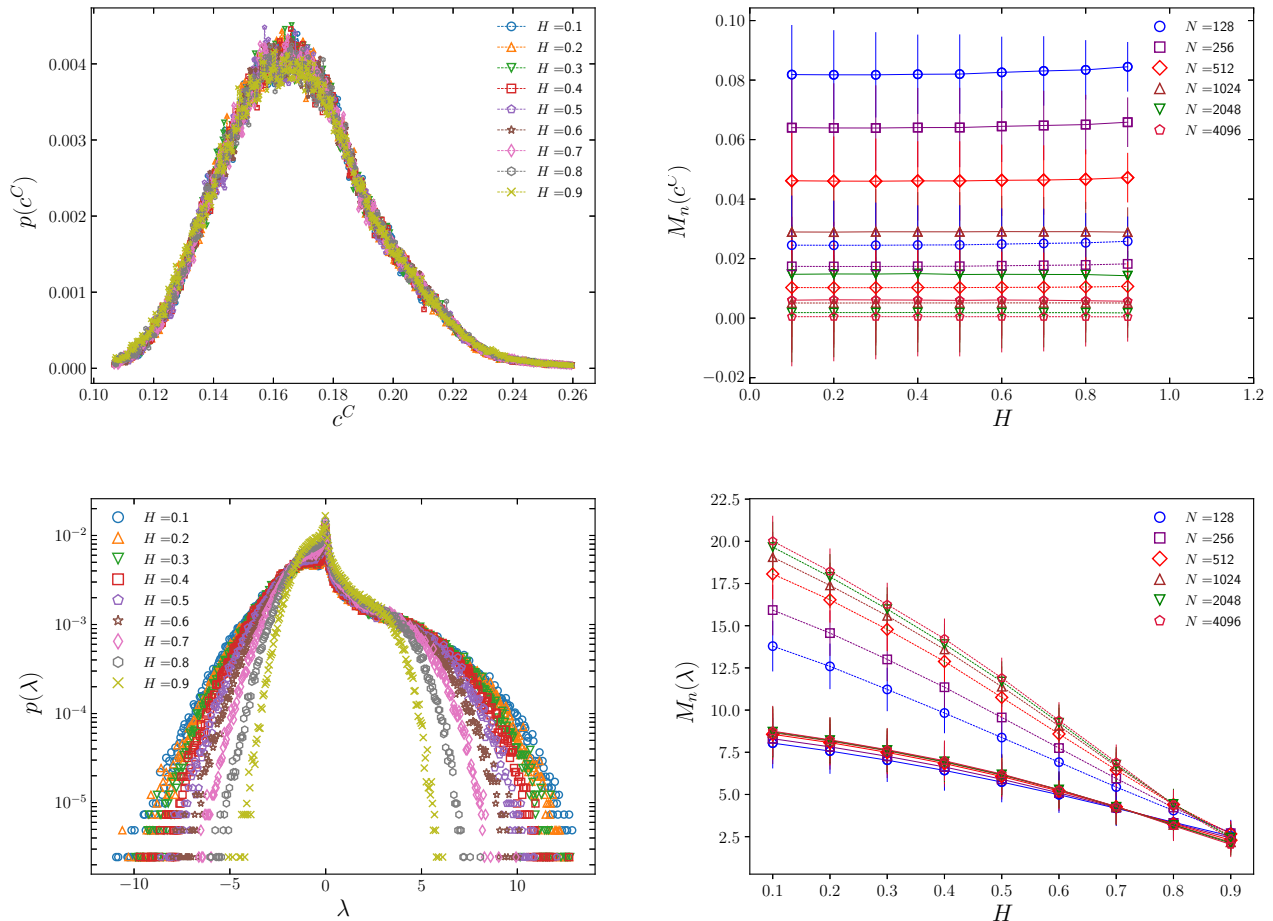 H =0.1
H =0.2
H =0.3
H =0.4
H =0.5
H =0.6
H =0.7
H =0.8
H =0.9
0.004
0.003
0.002
0.001
0.000
p(c^C)
0.10 0.12 0.14 0.16 0.18 0.20 0.22 0.24 0.26
c^C
N =128
N =256
N =512
N =1024
N =2048
N =4096
0.10
0.08
0.06
0.04
0.02
0.00
−0.02
M_n(c^C)
0.0 0.2 0.4 0.6 0.8 1.0 1.2
H
H =0.1
H =0.2
H =0.3
H =0.4
H =0.5
H =0.6
H =0.7
H =0.8
H =0.9
10^−2
10^−3
10^−4
10^−5
p(λ)
−10 −5 0 5 10
λ
N =128
N =256
N =512
N =1024
N =2048
N =4096
22.5
20.0
17.5
15.0
12.5
10.0
7.5
5.0
2.5
M_n(λ)
0.1 0.2 0.3 0.4 0.5 0.6 0.7 0.8 0.9
H